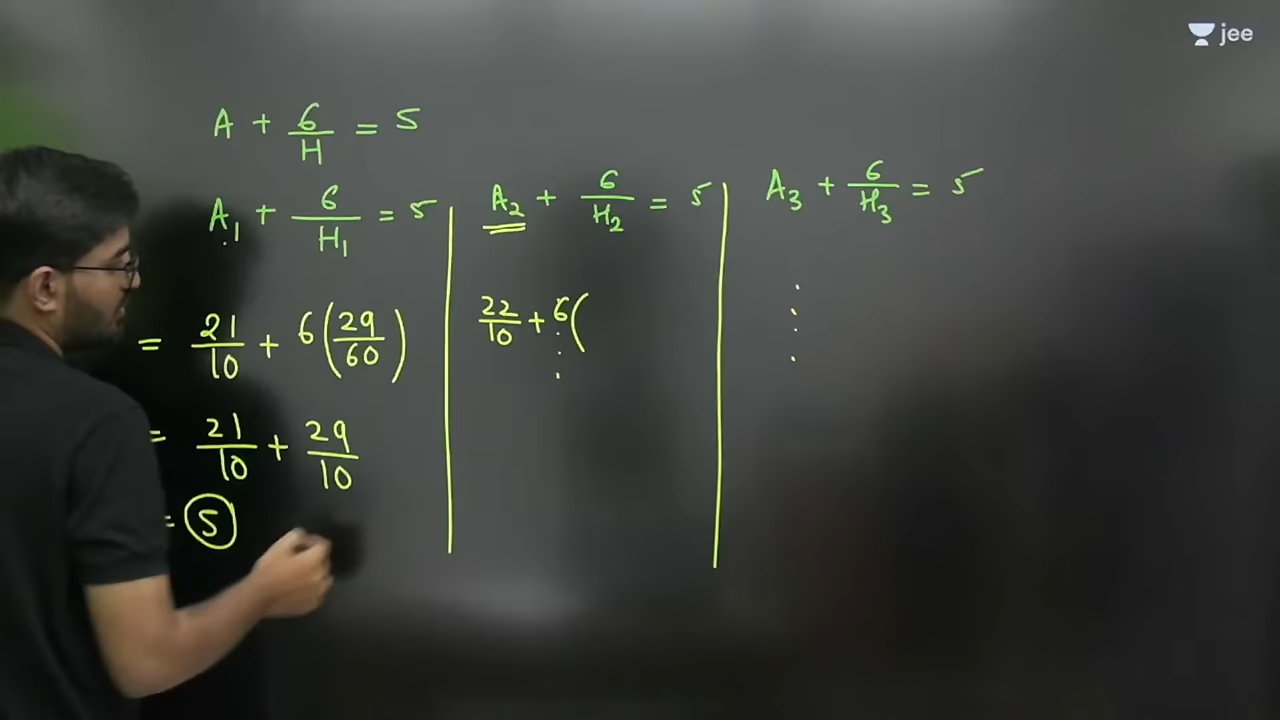 jee
A + 6/H = 5
A₁ + 6/H₁ = 5
= 21/10 + 6(29/60)
= 21/10 + 29/10
= 5
A₂ + 6/H₂ = 5
22/10 + 6(
A₃ + 6/H₃ = 5